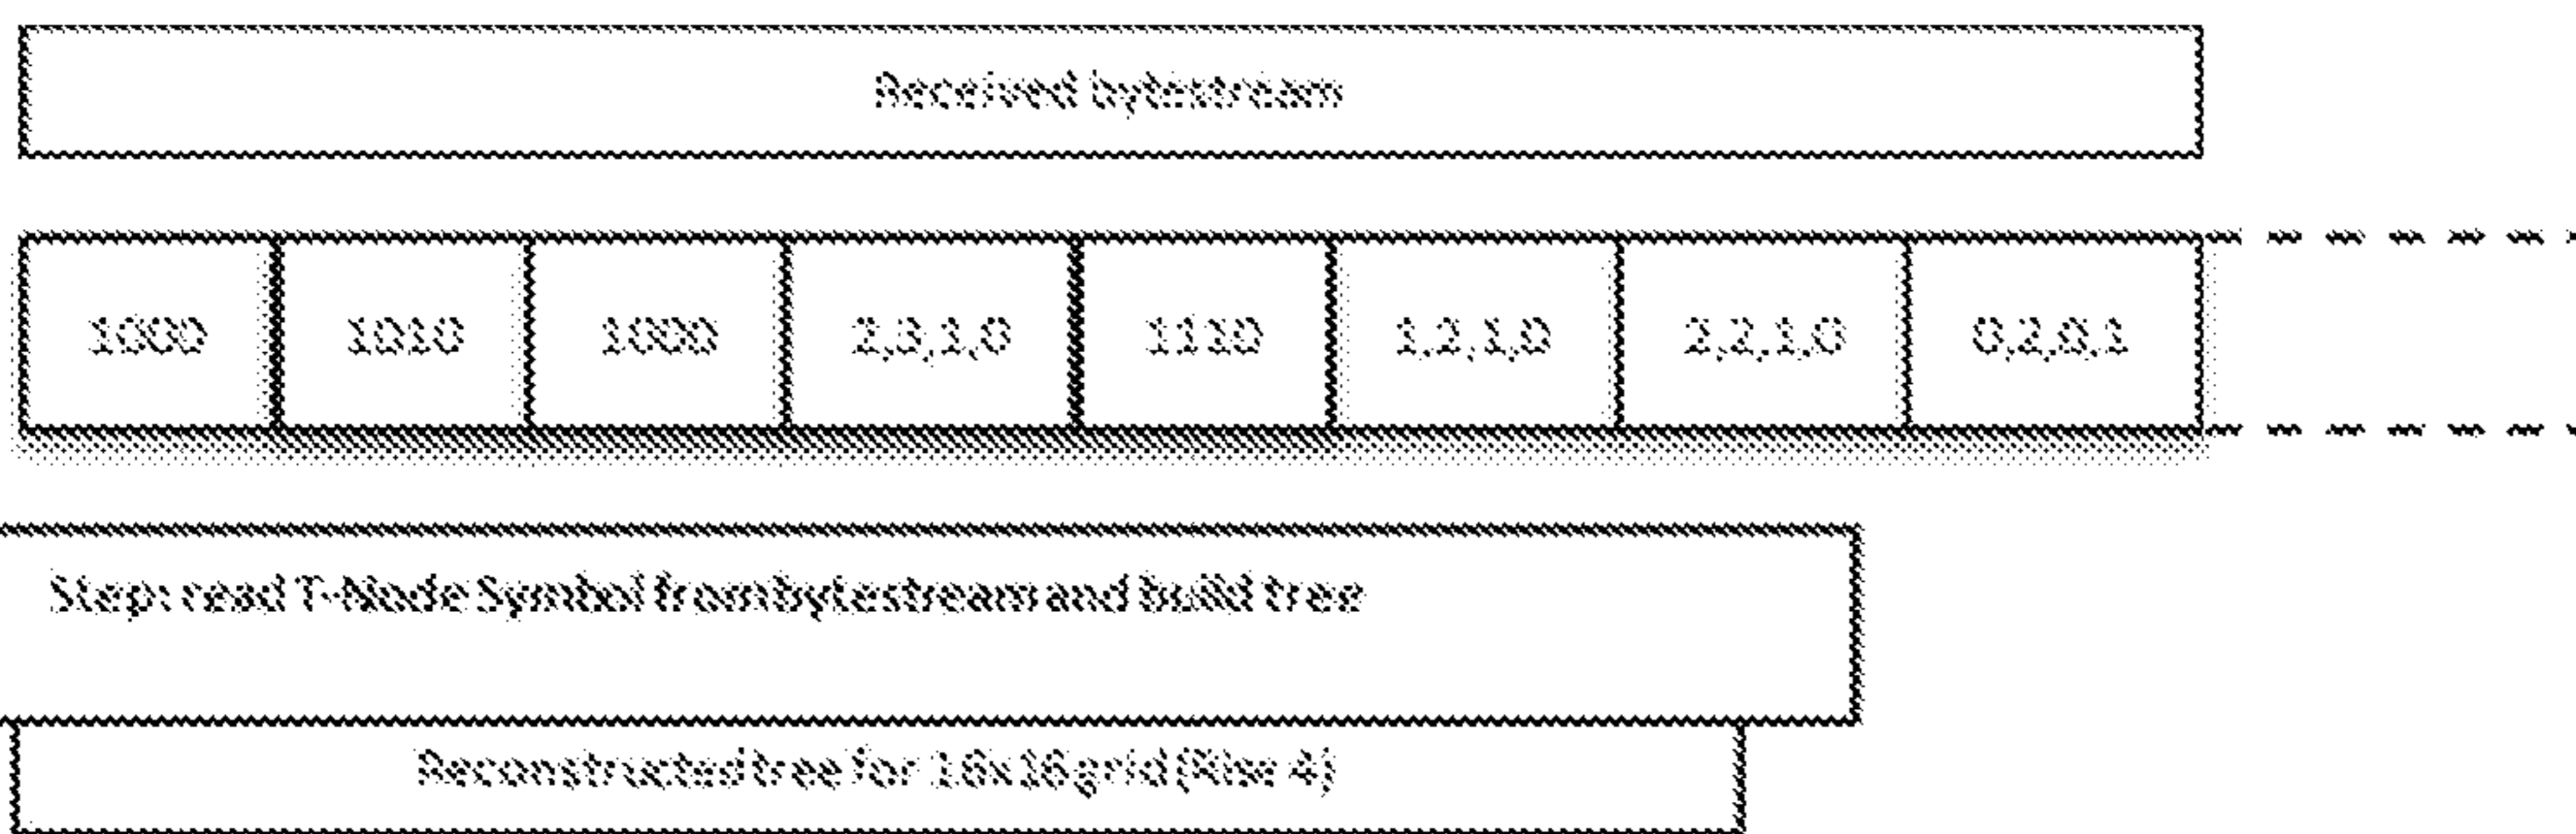 Received bytestream
1000 1010 1000 2,3,1,0 1110 1,2,1,0 2,2,1,0 0,2,0,1
Step: read T-Node Symbol from bytestream and build tree
Reconstructed tree for 16x16 grid (Rise 4)